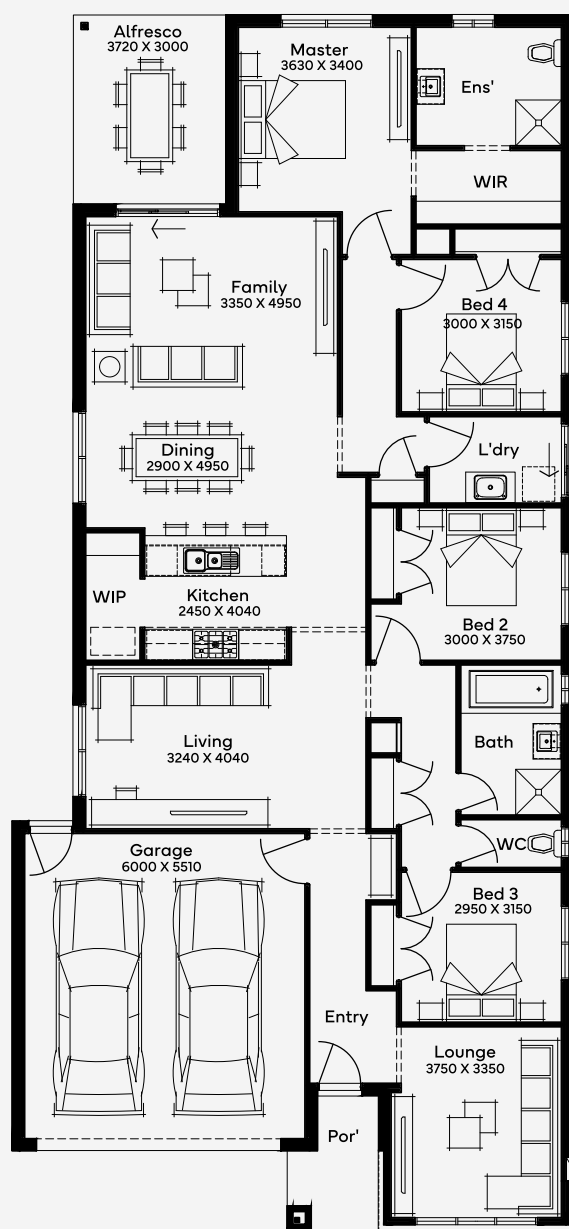 Alfresco
3720 X 3000
Master
3630 X 3400
Ens'
WIR
Family
3350 X 4950
Bed 4
3000 X 3150
Dining
2900 X 4950
L'dry
WIP
Kitchen
2450 X 4040
Bed 2
3000 X 3750
Living
3240 X 4040
Bath
Garage
6000 X 5510
WC
Bed 3
2950 X 3150
Entry
Lounge
3750 X 3350
Por'